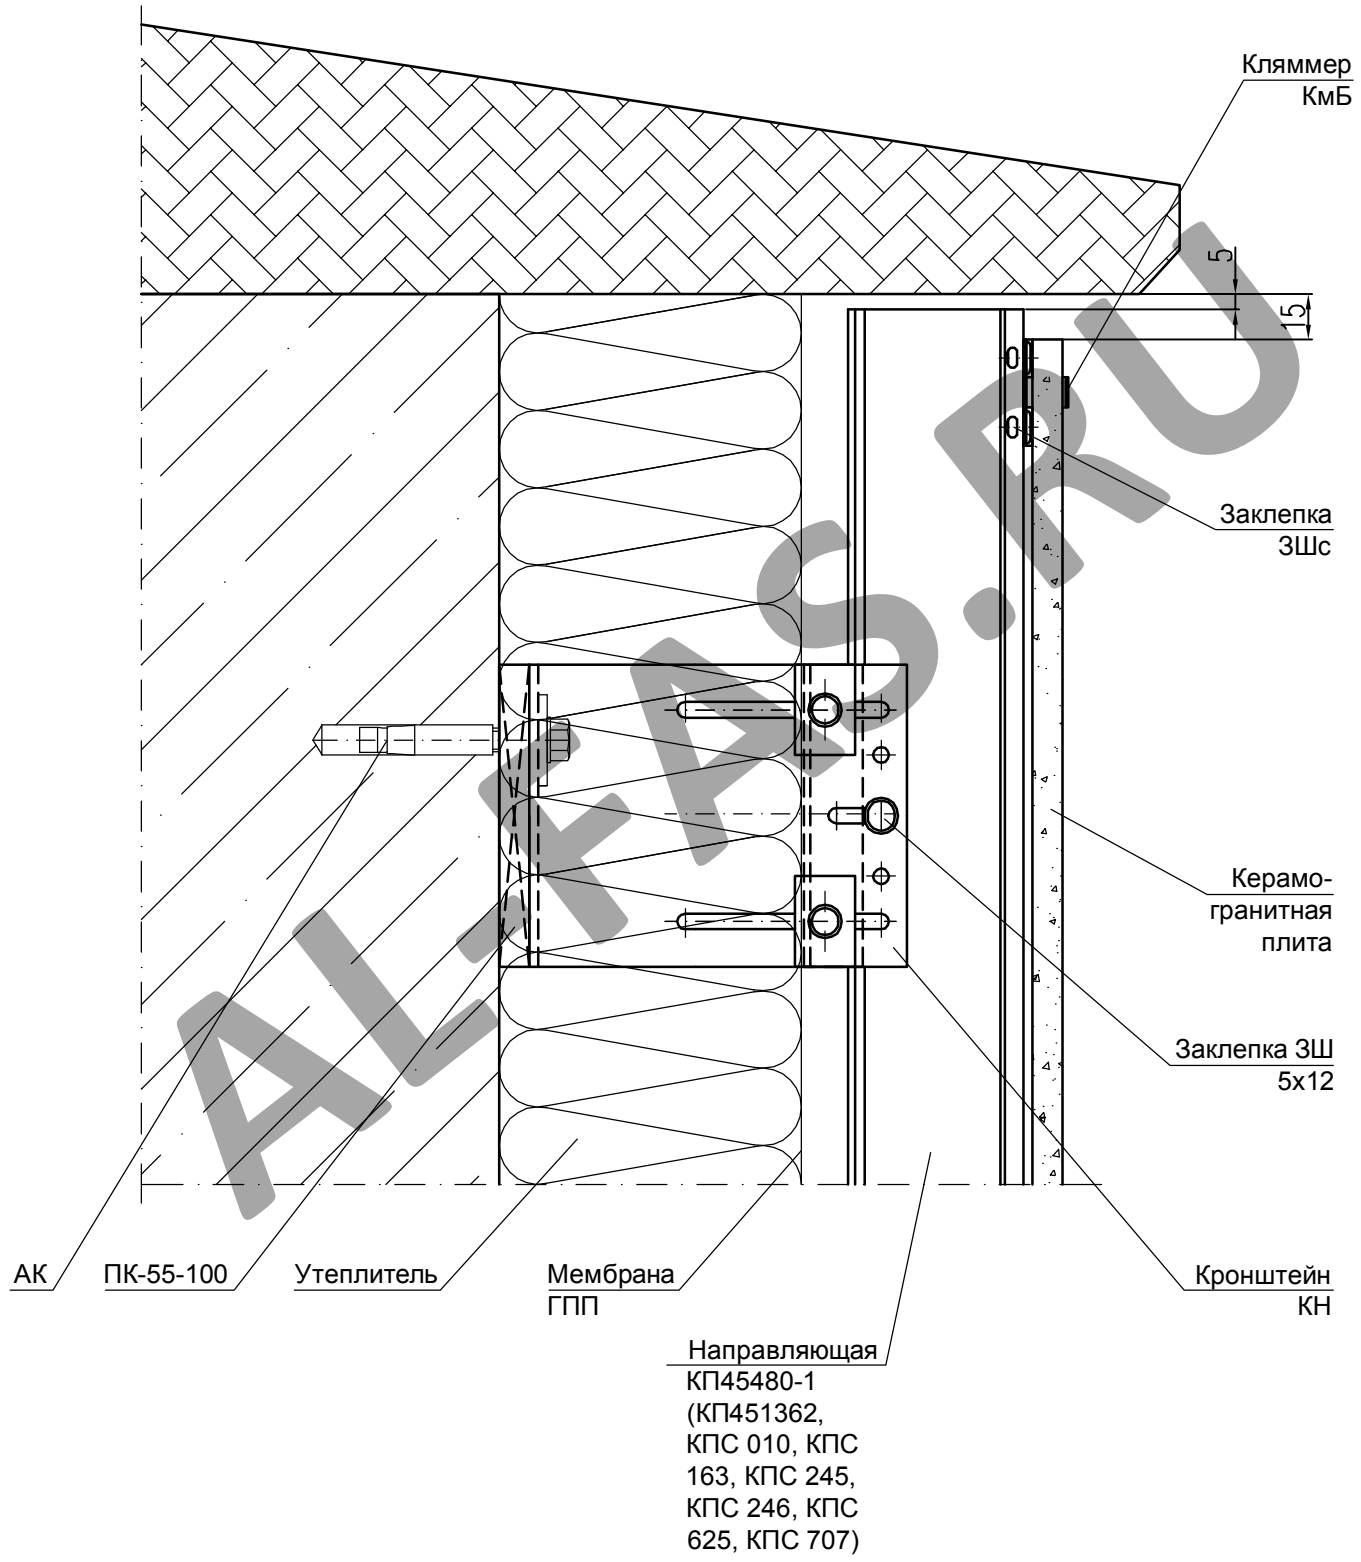 Кляммер
КмБ
5
15
Заклепка
ЗШс
Керамо-
гранитная
плита
Заклепка ЗШ
5х12
АК
ПК-55-100
Утеплитель
Мембрана
ГПП
Кронштейн
КН
Направляющая
КП45480-1
(КП451362,
КПС 010, КПС
163, КПС 245,
КПС 246, КПС
625, КПС 707)
AL-FAS.RU